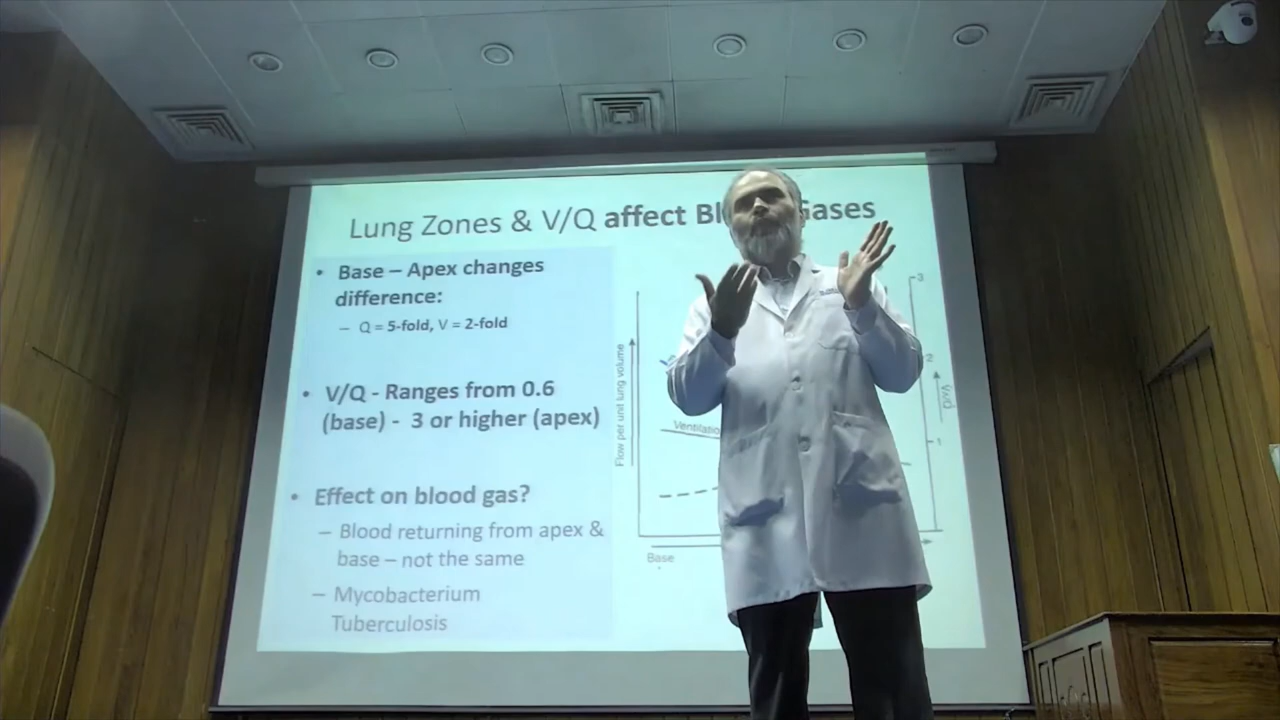 Lung Zones & V/Q affect Bl Gases
• Base – Apex changes
difference:
– Q = 5-fold, V = 2-fold
• V/Q - Ranges from 0.6
(base) - 3 or higher (apex)
• Effect on blood gas?
– Blood returning from apex &
base – not the same
– Mycobacterium
Tuberculosis
Flow per unit lung volume
Ventilatio
Base
3
2
1